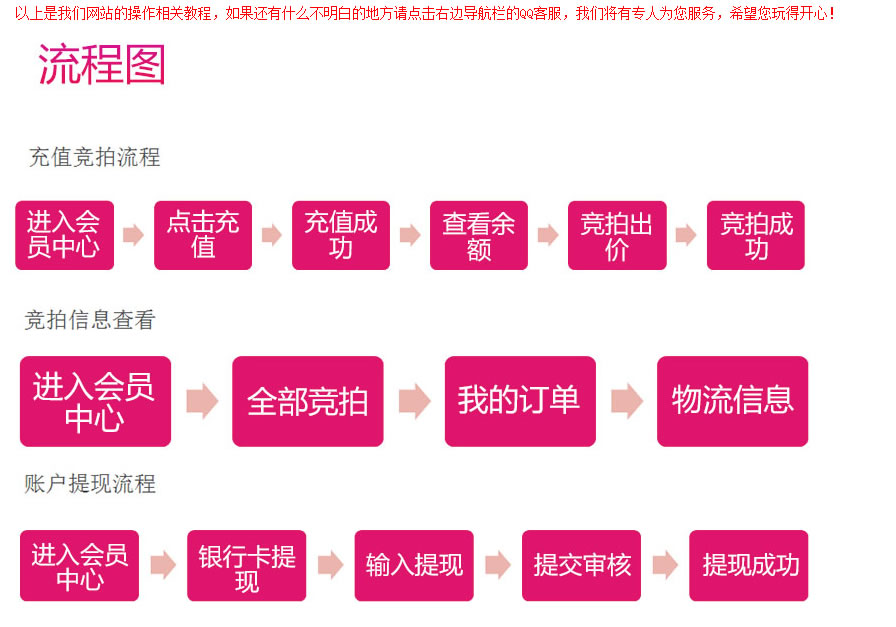 以上是我们网站的操作相关教程，如果还有什么不明白的地方请点击右边导航栏的QQ客服，我们将有专人为您服务，希望您玩得开心！
流程图
充值竞拍流程
进入会
员中心
点击充
值
充值成
功
查看余
额
竞拍出
价
竞拍成
功
竞拍信息查看
进入会员
中心
全部竞拍
我的订单
物流信息
账户提现流程
进入会员
中心
银行卡提
现
输入提现
提交审核
提现成功